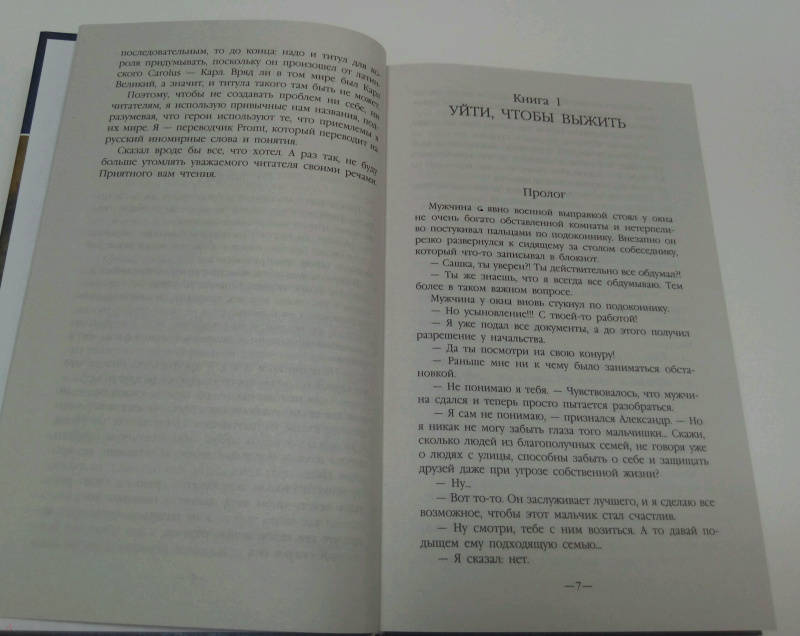 последовательным, то до конца: надо и титул для ко-
роля придумывать, поскольку он произошел от латин-
ского Carolus — Карл. Вряд ли в том мире был Карл
Великий, а значит, и титула такого там быть не может.
Поэтому, чтобы не создавать проблем ни себе, ни
читателям, я использую привычные нам названия, под-
разумевая, что герои используют те, что приемлемы в
их мире. Я — переводчик Promt, который переводит на
русский иномирные слова и понятия.
Сказал вроде бы все, что хотел. А раз так, не буду
больше утомлять уважаемого читателя своими речами.
Приятного вам чтения.
Книга 1
УЙТИ, ЧТОБЫ ВЫЖИТЬ
Пролог
Мужчина с явно военной выправкой стоял у окна
не очень богато обставленной комнаты и нетерпели-
во постукивал пальцами по подоконнику. Внезапно он
резко развернулся к сидящему за столом собеседнику,
который что-то записывал в блокнот.
— Сашка, ты уверен?! Ты действительно все обдумал?!
— Ты же знаешь, что я всегда все обдумываю. Тем
более в таком важном вопросе.
Мужчина у окна вновь стукнул по подоконнику.
— Но усыновление!!! С твоей-то работой!
— Я уже подал все документы, а до этого получил
разрешение у начальства.
— Да ты посмотри на свою конуру!
— Раньше мне ни к чему было заниматься обста-
новкой.
— Не понимаю я тебя. — Чувствовалось, что мужчи-
на сдался и теперь просто пытается разобраться.
— Я сам не понимаю, — признался Александр. — Но
я никак не могу забыть глаза того мальчишки... Скажи,
сколько людей из благополучных семей, не говоря уже
о людях с улицы, способны забыть о себе и защищать
друзей даже при угрозе собственной жизни?
— Ну...
— Вот то-то. Он заслуживает лучшего, и я сделаю все
возможное, чтобы этот мальчик стал счастлив.
— Ну смотри, тебе с ним возиться. А то давай по-
дыщем ему подходящую семью...
— Я сказал: нет.
—7—